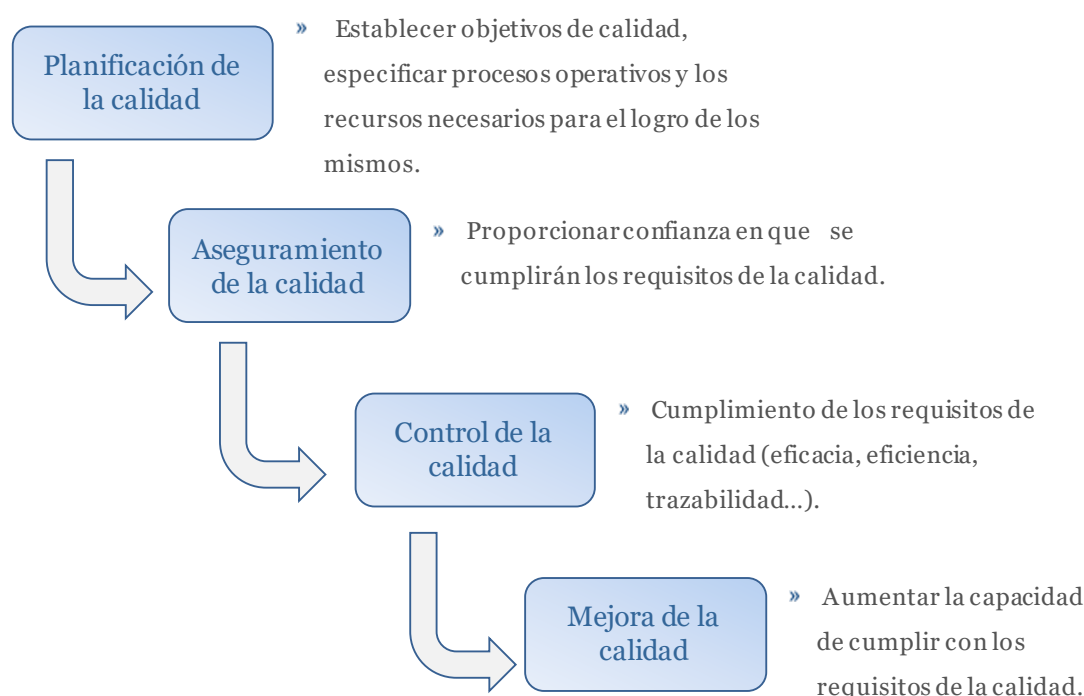 Planificación de
la calidad
» Establecer objetivos de calidad,
especificar procesos operativos y los
recursos necesarios para el logro de los
mismos.
Aseguramiento
de la calidad
» Proporcionar confianza en que se
cumplirán los requisitos de la calidad.
Control de la
calidad
» Cumplimiento de los requisitos de
la calidad (eficacia, eficiencia,
trazabilidad...).
Mejora de la
calidad
» Aumentar la capacidad
de cumplir con los
requisitos de la calidad.